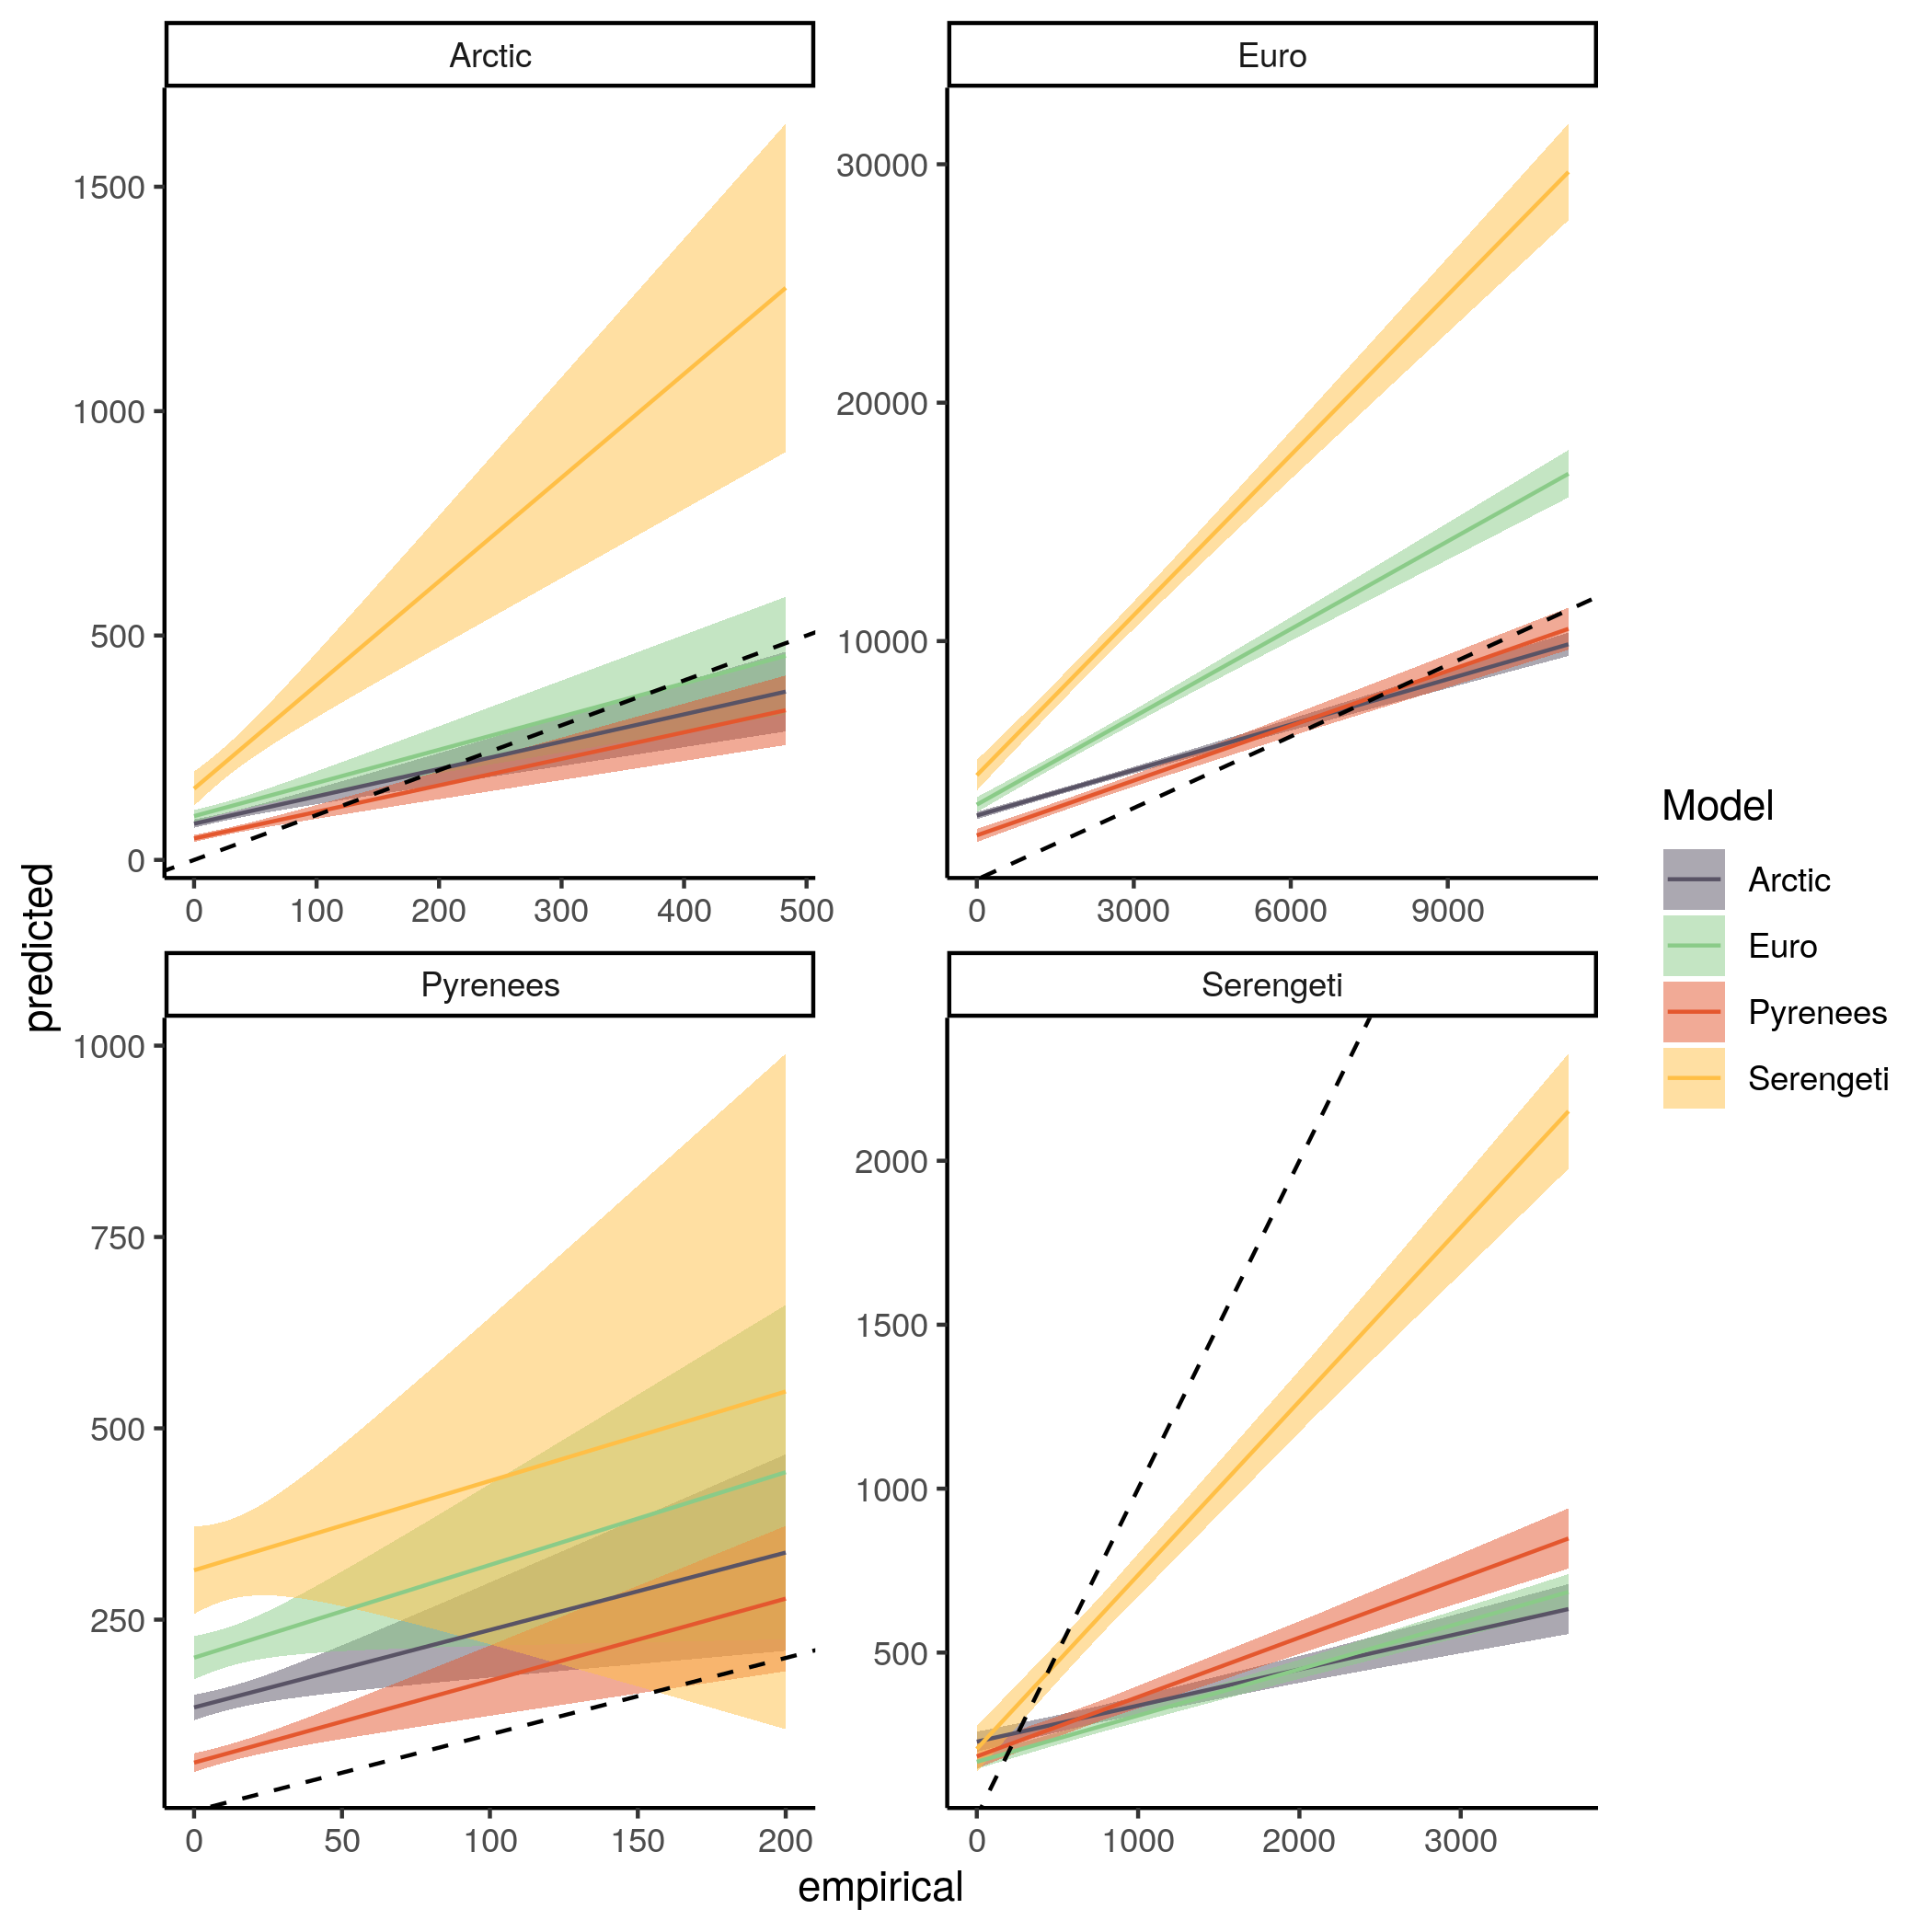 Arctic
Euro
1500
1000
500
0
30000
20000
10000
0 100 200 300 400 500
0 3000 6000 9000
Pyrenees
Serengeti
1000
750
500
250
2000
1500
1000
500
0 50 100 150 200
0 1000 2000 3000
predicted
empirical
Model
Arctic
Euro
Pyrenees
Serengeti